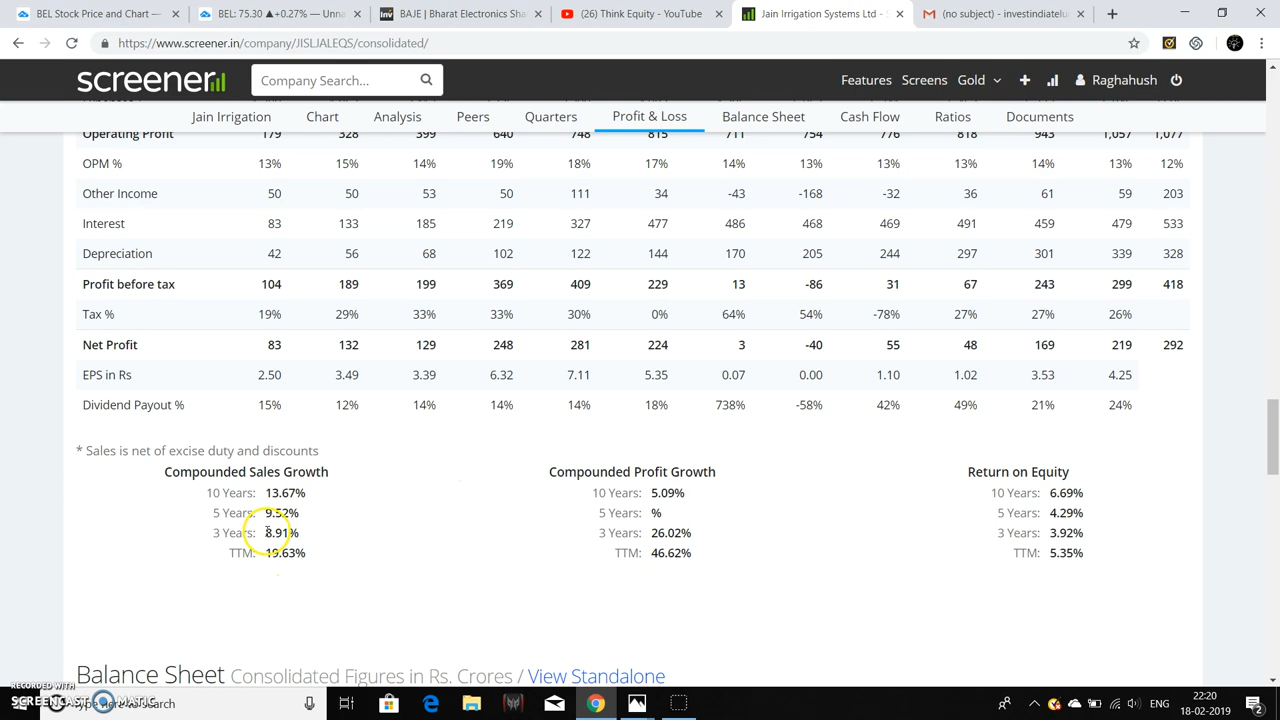 BEL Stock Price and Chart —
BEL: 75.30 ▲+0.27% — Unna
BAJE | Bharat Electronics Sha
(26) Think Equity - YouTube
Jain Irrigation Systems Ltd -
(no subject) - investindiatelu
https://www.screener.in/company/JISLJALEQS/consolidated/
screener
Company Search...
Features Screens Gold Raghahush
Jain Irrigation Chart Analysis Peers Quarters Profit & Loss Balance Sheet Cash Flow Ratios Documents
Operating Profit 179 328 399 640 748 815 711 754 776 818 943 1,057 1,077
OPM % 13% 15% 14% 19% 18% 17% 14% 13% 13% 13% 14% 13% 12%
Other Income 50 50 53 50 111 34 -43 -168 -32 36 61 59 203
Interest 83 133 185 219 327 477 486 468 469 491 459 479 533
Depreciation 42 56 68 102 122 144 170 205 244 297 301 339 328
Profit before tax 104 189 199 369 409 229 13 -86 31 67 243 299 418
Tax % 19% 29% 33% 33% 30% 0% 64% 54% -78% 27% 27% 26%
Net Profit 83 132 129 248 281 224 3 -40 55 48 169 219 292
EPS in Rs 2.50 3.49 3.39 6.32 7.11 5.35 0.07 0.00 1.10 1.02 3.53 4.25
Dividend Payout % 15% 12% 14% 14% 14% 18% 738% -58% 42% 49% 21% 24%
* Sales is net of excise duty and discounts
Compounded Sales Growth
10 Years: 13.67%
5 Years: 9.52%
3 Years: 8.91%
TTM: 19.63%
Compounded Profit Growth
10 Years: 5.09%
5 Years: %
3 Years: 26.02%
TTM: 46.62%
Return on Equity
10 Years: 6.69%
5 Years: 4.29%
3 Years: 3.92%
TTM: 5.35%
Balance Sheet Consolidated Figures in Rs. Crores / View Standalone
RECORDED WITH
SCREENCAST MATIC
here to search
ENG
22:20
18-02-2019
2